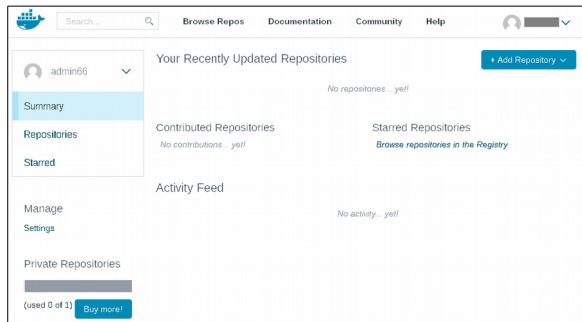 Search...
Browse Repos
Documentation
Community
Help
admin66
Summary
Repositories
Starred
Manage
Settings
Private Repositories
(used 0 of 1)
Buy more!
Your Recently Updated Repositories
+ Add Repository
No repositories... yet!
Contributed Repositories
No contributions... yet!
Starred Repositories
Browse repositories in the Registry
Activity Feed
No activity... yet!